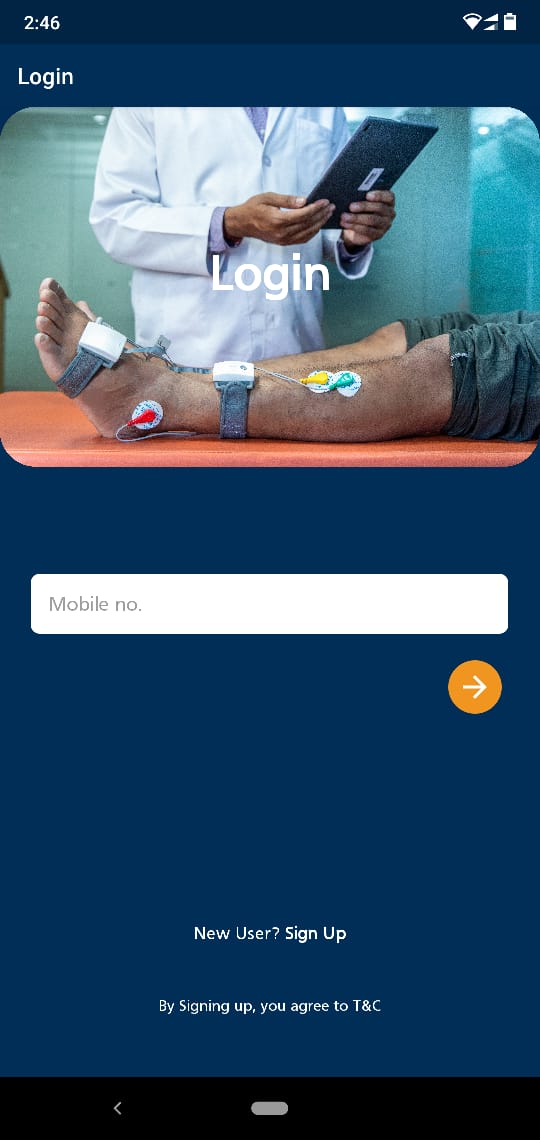 2:46
Login
Login
Mobile no.
New User? Sign Up
By Signing up, you agree to T&C